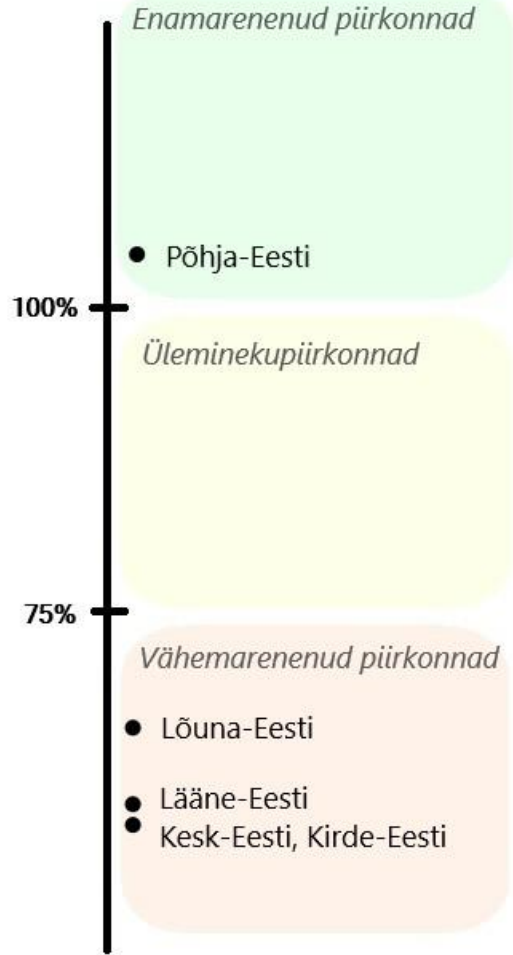 Enamarenenud piirkonnad
Põhja-Eesti
100%
Üleminekupiirkonnad
75%
Vähemarenenud piirkonnad
Lõuna-Eesti
Lääne-Eesti
Kesk-Eesti, Kirde-Eesti